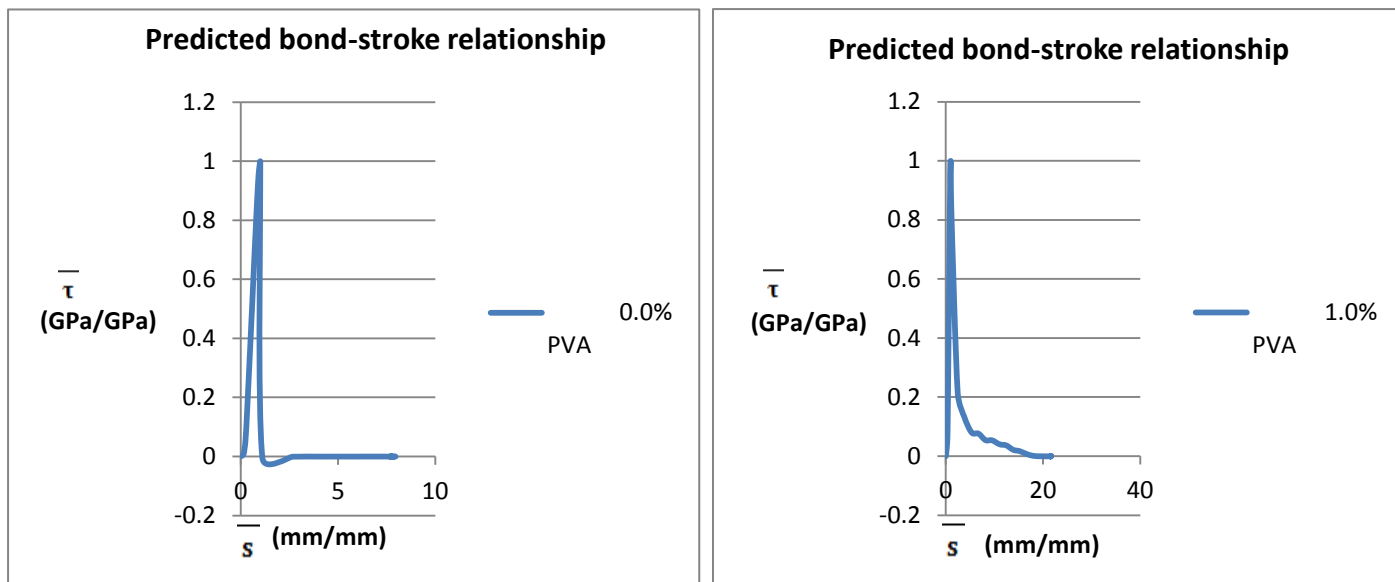 Predicted bond-stroke relationship
1.2
1
0.8
0.6
0.4
0.2
0
-0.2
0 5 10
τ
(GPa/GPa)
s (mm/mm)
0.0%
PVA
Predicted bond-stroke relationship
1.2
1
0.8
0.6
0.4
0.2
0
-0.2
0 20 40
τ
(GPa/GPa)
s (mm/mm)
1.0%
PVA